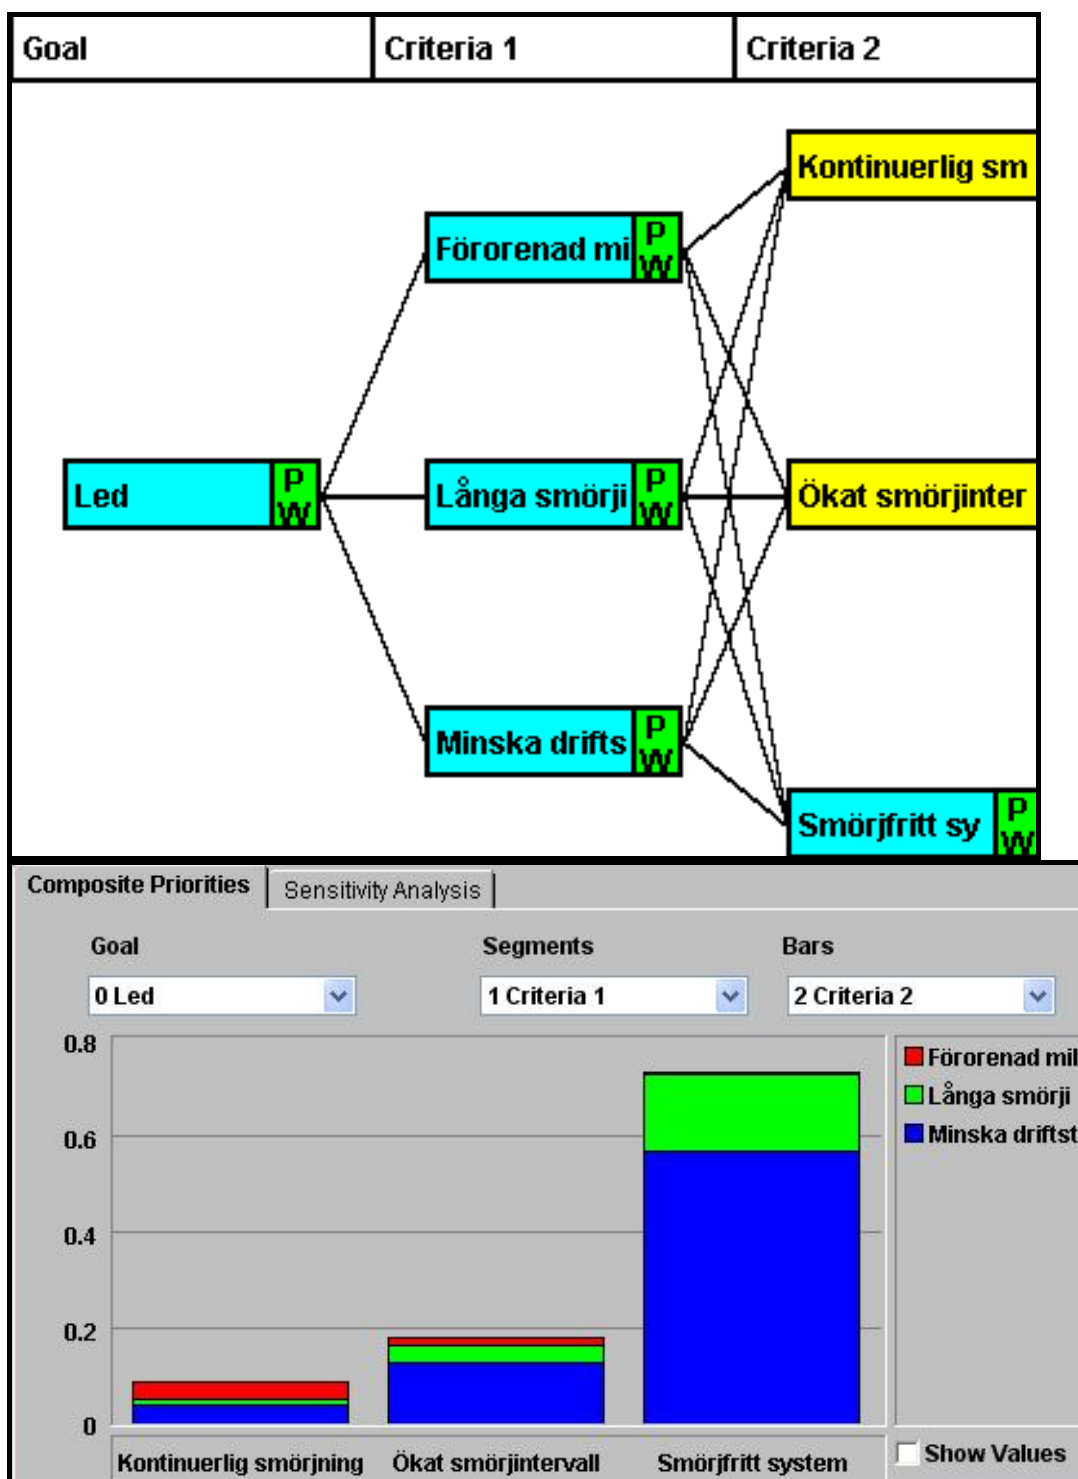 Goal Criteria 1 Criteria 2
Kontinuerlig sm
Förorenad mi P W
Led P W Långa smörji P W Ökat smörjinter
Minska drifts P W
Smörjfritt sy P W
Composite Priorities Sensitivity Analysis
Goal Segments Bars
0 Led 1 Criteria 1 2 Criteria 2
0.8
0.6
0.4
0.2
0
Förorenad mil
Långa smörji
Minska driftst
Kontinuerlig smörjning Ökat smörjintervall Smörjfritt system
Show Values